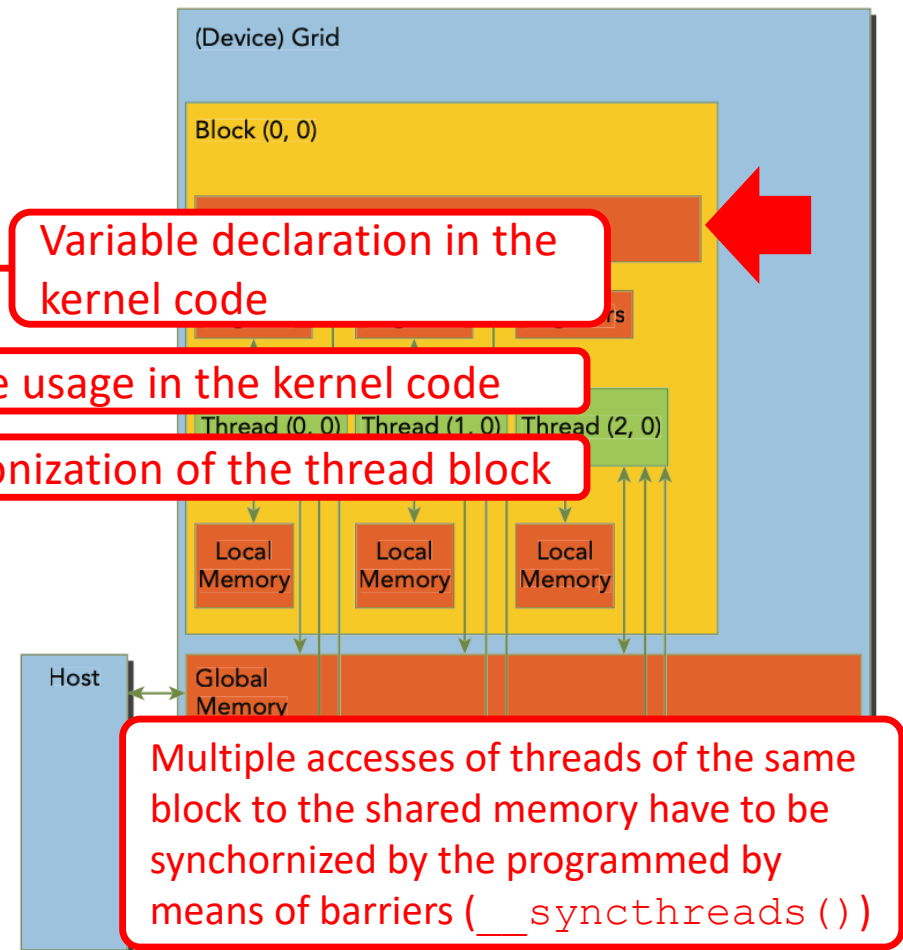 (Device) Grid
Block (0, 0)
Variable declaration in the
kernel code
usage in the kernel code
Thread (0, 0) Thread (1, 0) Thread (2, 0)
of the thread block
Local Local Local
Memory Memory Memory
Host
Global
Memory
Multiple accesses of threads of the same
block to the shared memory have to be
synchornized by the programmed by
means of barriers (__syncthreads())